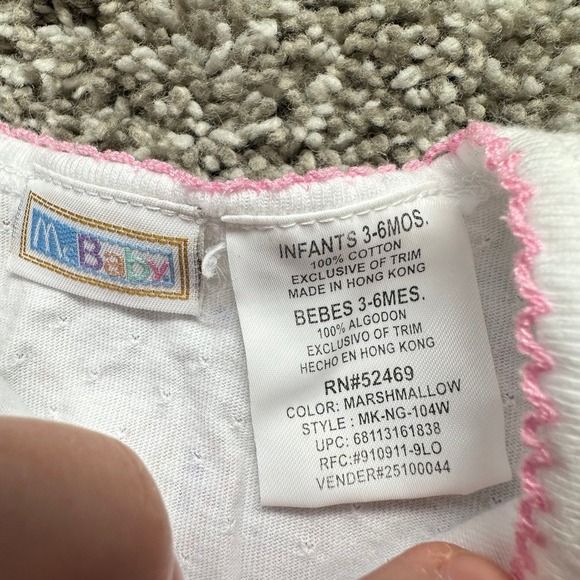 McBaby
INFANTS 3-6MOS.
100% COTTON
EXCLUSIVE OF TRIM
MADE IN HONG KONG
BEBES 3-6MES.
100% ALGODON
EXCLUSIVO OF TRIM
HECHO EN HONG KONG
RN#52469
COLOR: MARSHMALLOW
STYLE : MK-NG-104W
UPC: 68113161838
RFC:#910911-9LO
VENDER#25100044